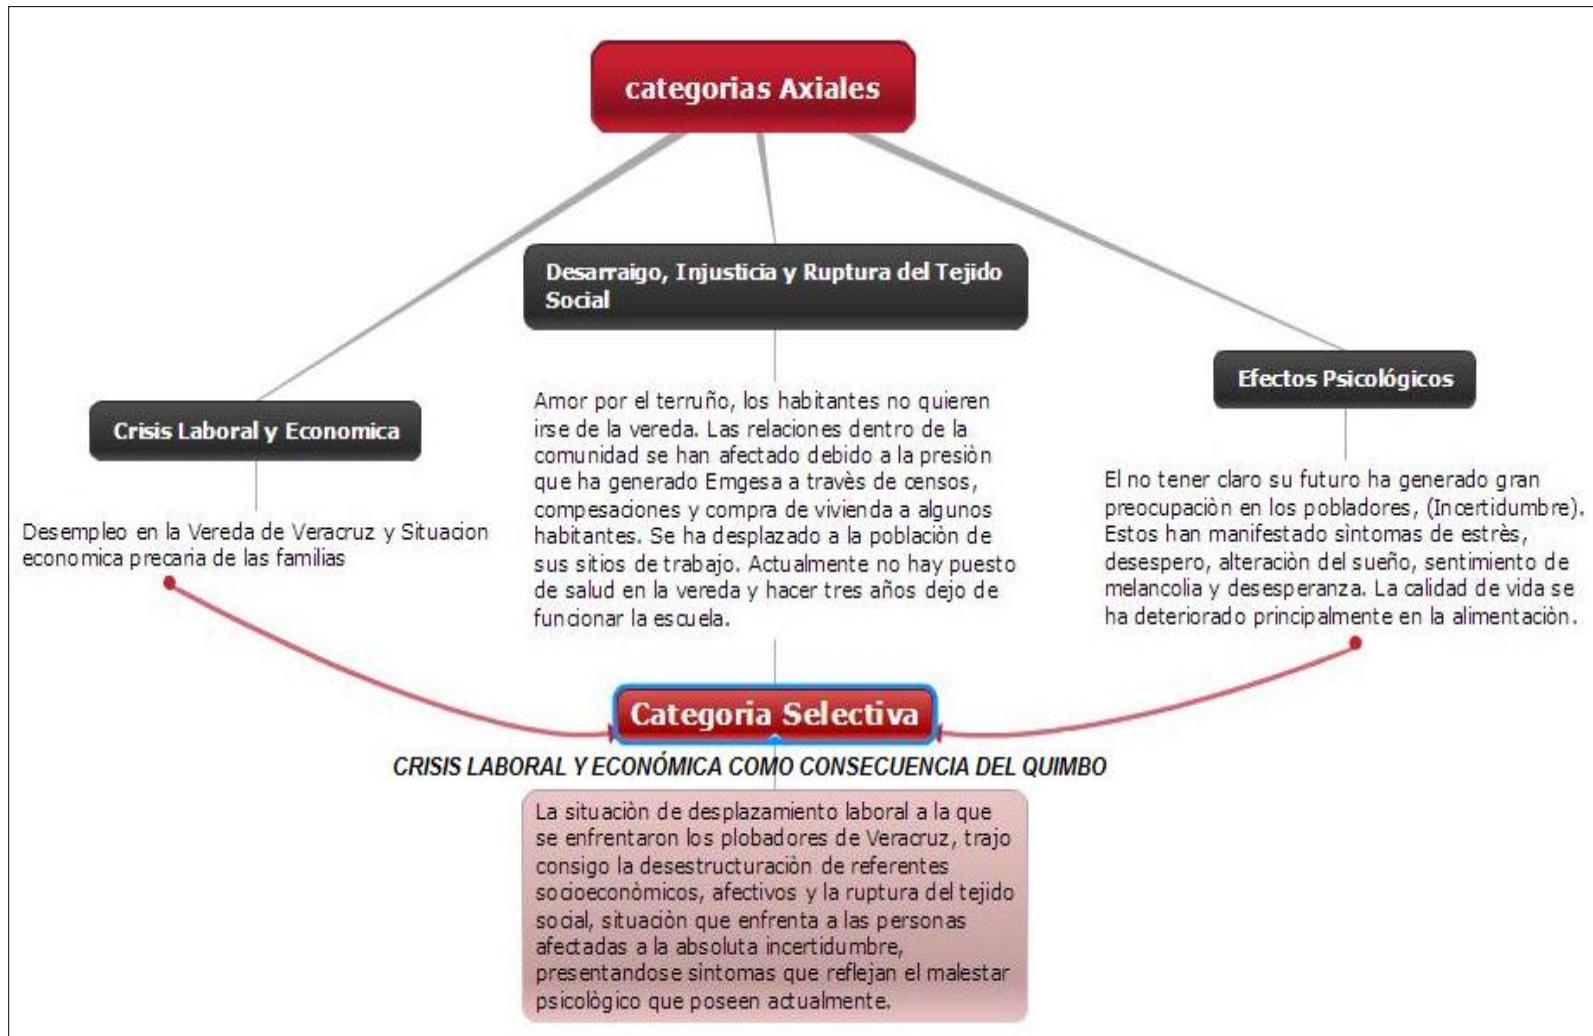 categorias Axiales
Desarraigo, Injusticia y Ruptura del Tejido
Social
Efectos Psicológicos
Crisis Laboral y Economica
Desempleo en la Vereda de Veracruz y Situacion
economica precaria de las familias
Amor por el terruño, los habitantes no quieren
irse de la vereda. Las relaciones dentro de la
comunidad se han afectado debido a la presiòn
que ha generado Emgesa a travès de censos,
compesaciones y compra de vivienda a algunos
habitantes. Se ha desplazado a la poblaciòn de
sus sitios de trabajo. Actualmente no hay puesto
de salud en la vereda y hacer tres años dejo de
funcionar la escuela.
El no tener claro su futuro ha generado gran
preocupaciòn en los pobladores, (Incertidumbre).
Estos han manifestado sìntomas de estrès,
desespero, alteraciòn del sueño, sentimiento de
melancolia y desesperanza. La calidad de vida se
ha deteriorado principalmente en la alimentaciòn.
Categoria Selectiva
CRISIS LABORAL Y ECONÓMICA COMO CONSECUENCIA DEL QUIMBO
La situaciòn de desplazamiento laboral a la que
se enfrentaron los plobadores de Veracruz, trajo
consigo la desestructuraciòn de referentes
socioeconòmicos, afectivos y la ruptura del tejido
social, situaciòn que enfrenta a las personas
afectadas a la absoluta incertidumbre,
presentandose sìntomas que reflejan el malestar
psicològico que poseen actualmente.